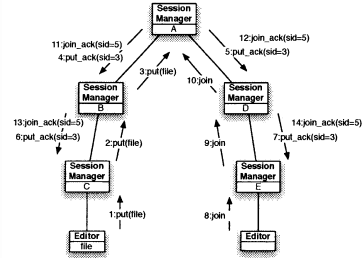 Session
Manager
A
11:join_ack(sid=5)
4:put_ack(sid=3)
12:join_ack(sid=5)
5:put_ack(sid=3)
3:put(file)
10:join
Session
Manager
B
Session
Manager
D
13:join_ack(sid=5)
6:put_ack(sid=3)
2:put(file)
9:join
14:join_ack(sid=5)
7:put_ack(sid=3)
Session
Manager
C
Session
Manager
E
1:put(file)
8:join
Editor
file
Editor